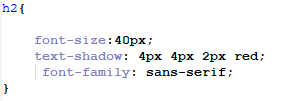 h2{
font-size:40px;
text-shadow: 4px 4px 2px red;
font-family: sans-serif;
}